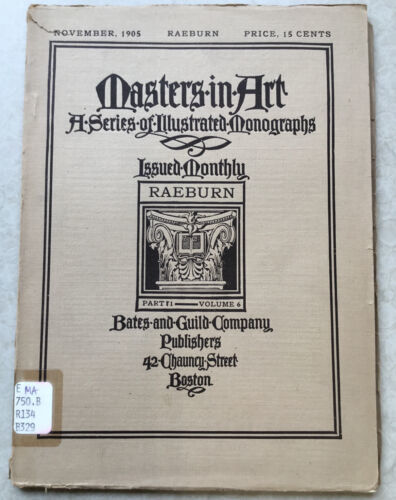 NOVEMBER, 1905 RAEBURN PRICE, 15 CENTS
Masters·in·Art
A·Series·of·Illustrated·Monographs
Issued·Monthly
RAEBURN
PART 71 VOLUME 6
Bates·and·Guild·Company
Publishers
42·Chauncy·Street
Boston
E MA
750.B
R134
B329